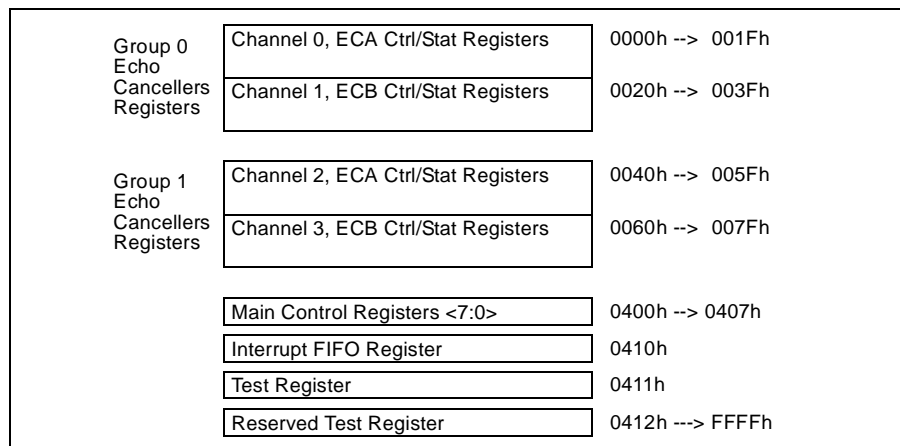 Group 0
Echo
Cancellers
Registers
Channel 0, ECA Ctrl/Stat Registers
0000h --> 001Fh
Channel 1, ECB Ctrl/Stat Registers
0020h --> 003Fh
Group 1
Echo
Cancellers
Registers
Channel 2, ECA Ctrl/Stat Registers
0040h --> 005Fh
Channel 3, ECB Ctrl/Stat Registers
0060h --> 007Fh
Main Control Registers <7:0>
0400h --> 0407h
Interrupt FIFO Register
0410h
Test Register
0411h
Reserved Test Register
0412h ---> FFFFh